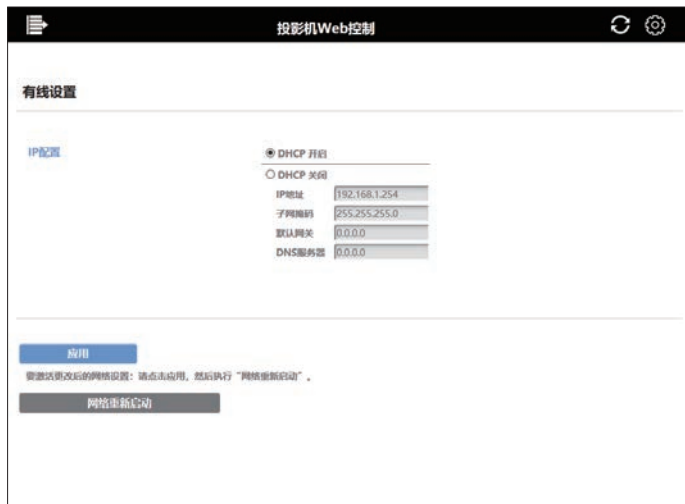 投影机Web控制
有线设置
IP配置
DHCP 开启
DHCP 关闭
IP地址 192.168.1.254
子网掩码 255.255.255.0
默认网关 0.0.0.0
DNS服务器 0.0.0.0
应用
要激活更改后的网络设置：请点击应用，然后执行“网络重新启动”。
网络重新启动